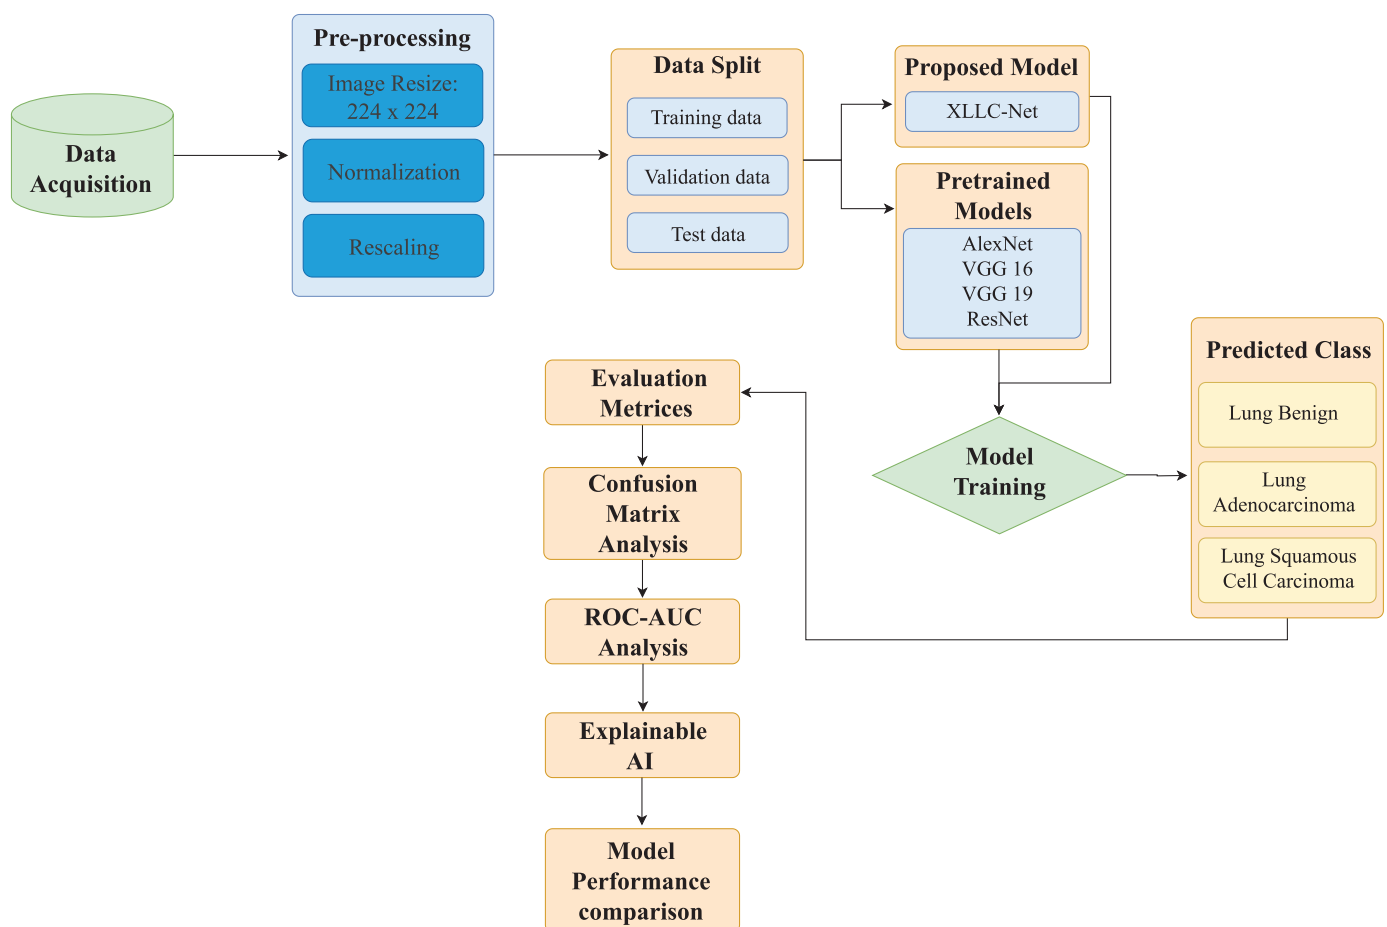 Data
Acquisition
Pre-processing
Image Resize:
224 x 224
Normalization
Rescaling
Data Split
Training data
Validation data
Test data
Proposed Model
XLLC-Net
Pretrained
Models
AlexNet
VGG 16
VGG 19
ResNet
Model
Training
Predicted Class
Lung Benign
Lung
Adenocarcinoma
Lung Squamous
Cell Carcinoma
Evaluation
Metrices
Confusion
Matrix
Analysis
ROC-AUC
Analysis
Explainable
AI
Model
Performance
comparison